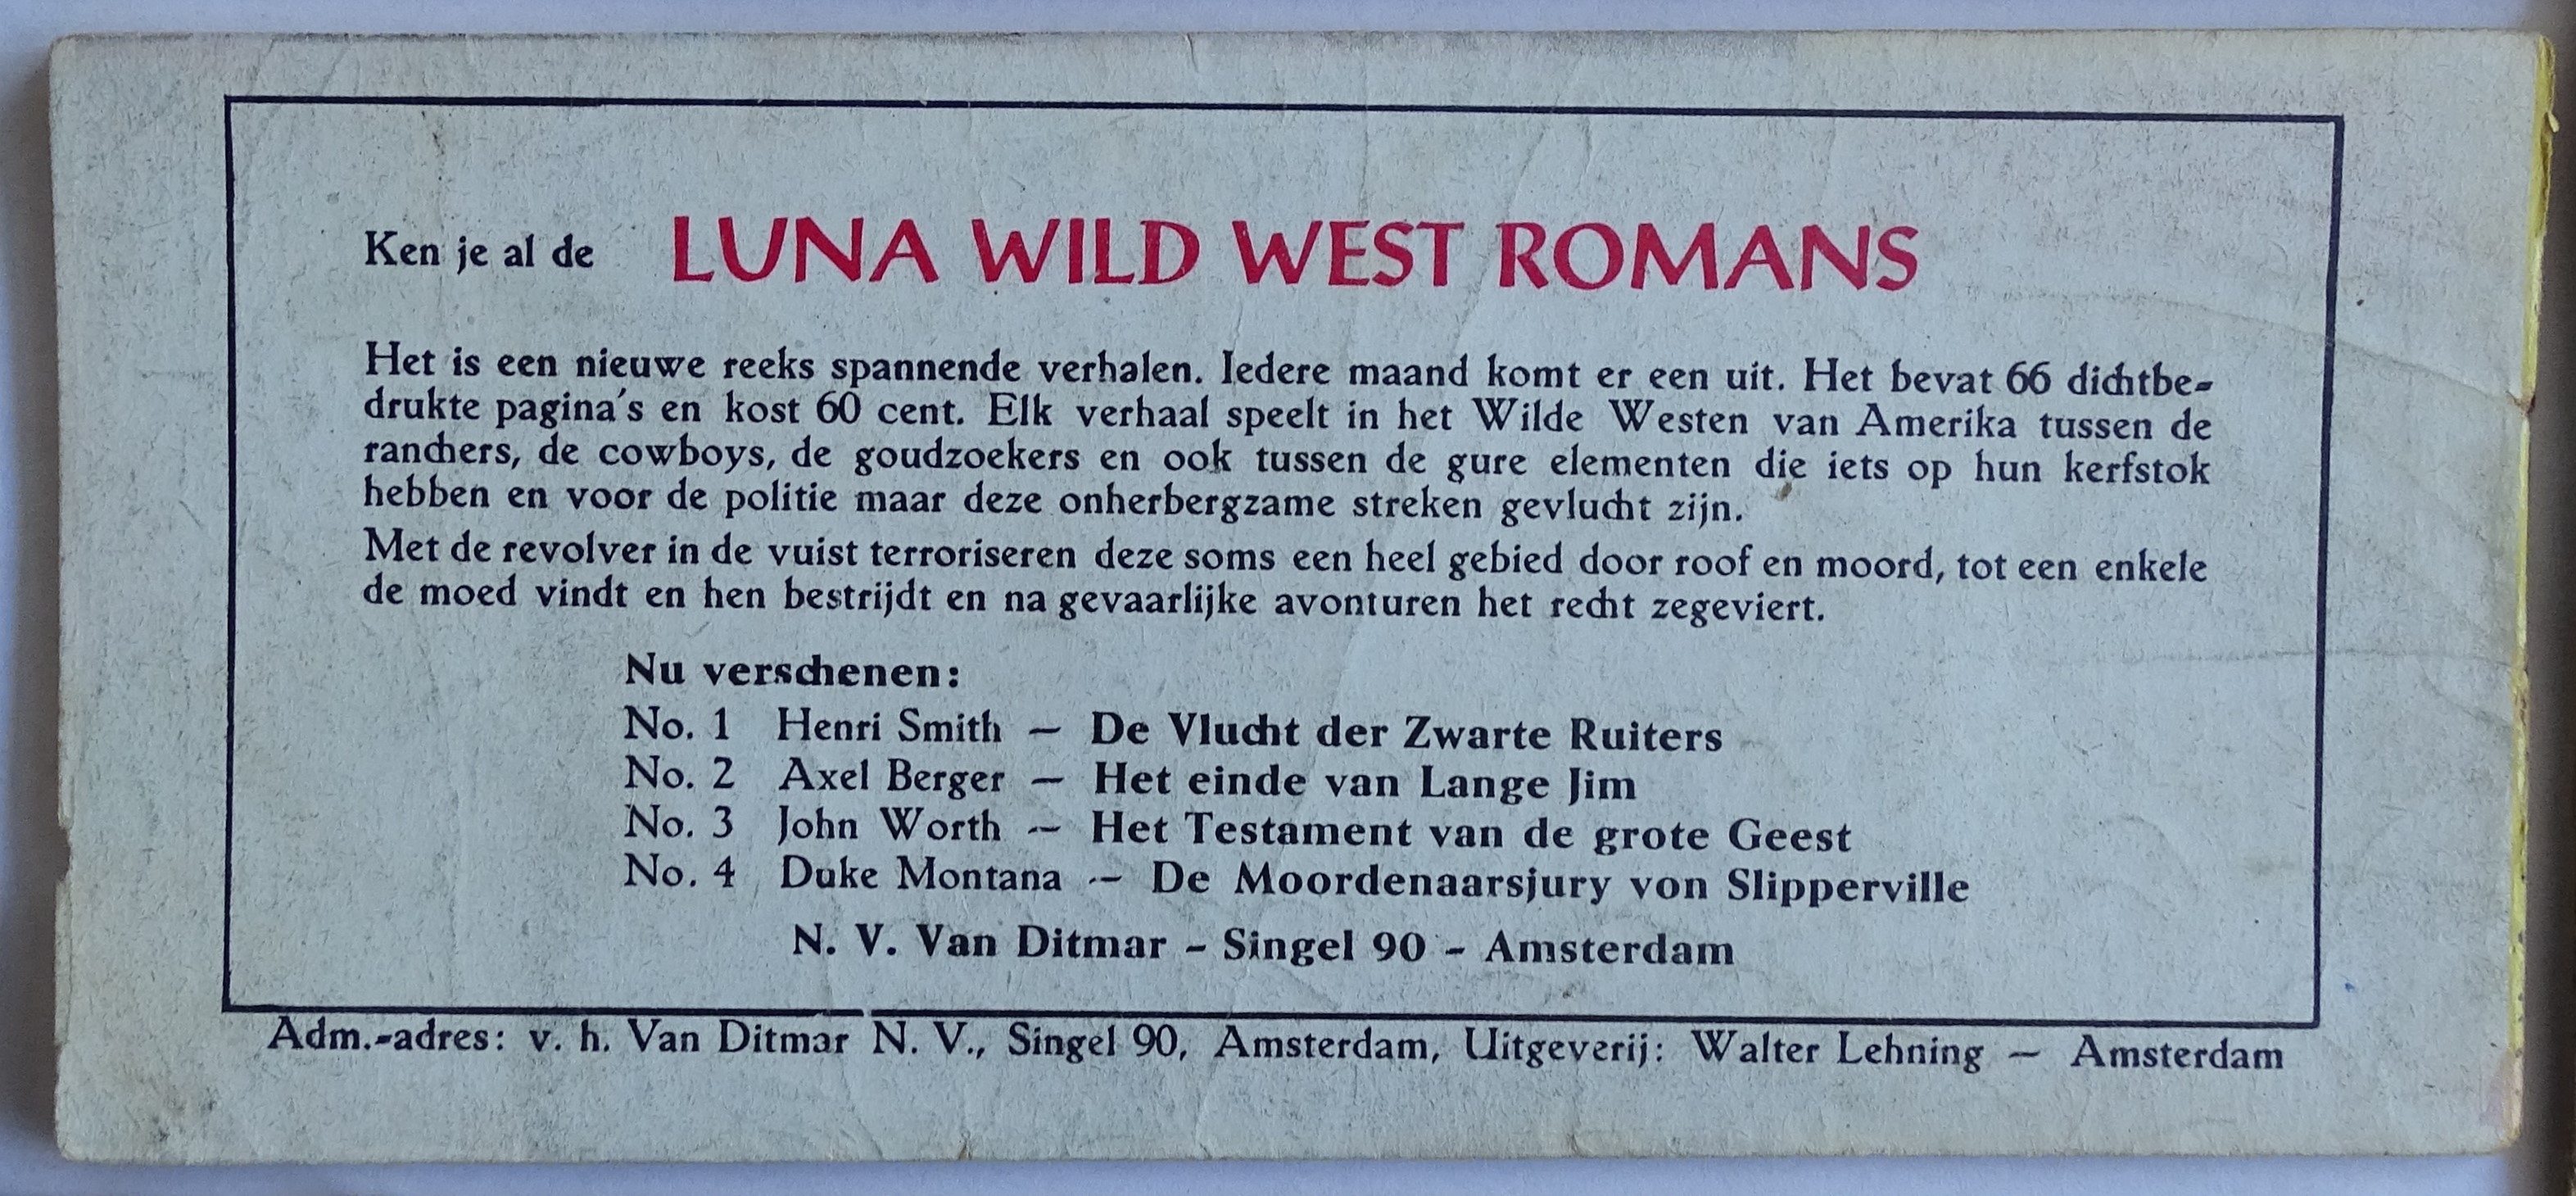 Ken je al de LUNA WILD WEST ROMANS
Het is een nieuwe reeks spannende verhalen. Iedere maand komt er een uit. Het bevat 66 dichtbe-
drukte pagina's en kost 60 cent. Elk verhaal speelt in het Wilde Westen van Amerika tussen de
ranchers, de cowboys, de goudzoekers en ook tussen de gure elementen die iets op hun kerfstok
hebben en voor de politie maar deze onherbergzame streken gevlucht zijn.
Met de revolver in de vuist terroriseren deze soms een heel gebied door roof en moord, tot een enkele
de moed vindt en hen bestrijdt en na gevaarlijke avonturen het recht zegeviert.
Nu verschenen:
No. 1 Henri Smith – De Vlucht der Zwarte Ruiters
No. 2 Axel Berger – Het einde van Lange Jim
No. 3 John Worth – Het Testament van de grote Geest
No. 4 Duke Montana – De Moordenaarsjury von Slipperville
N. V. Van Ditmar - Singel 90 - Amsterdam
Adm.-adres: v. h. Van Ditmar N. V., Singel 90, Amsterdam, Uitgeverij: Walter Lehning – Amsterdam